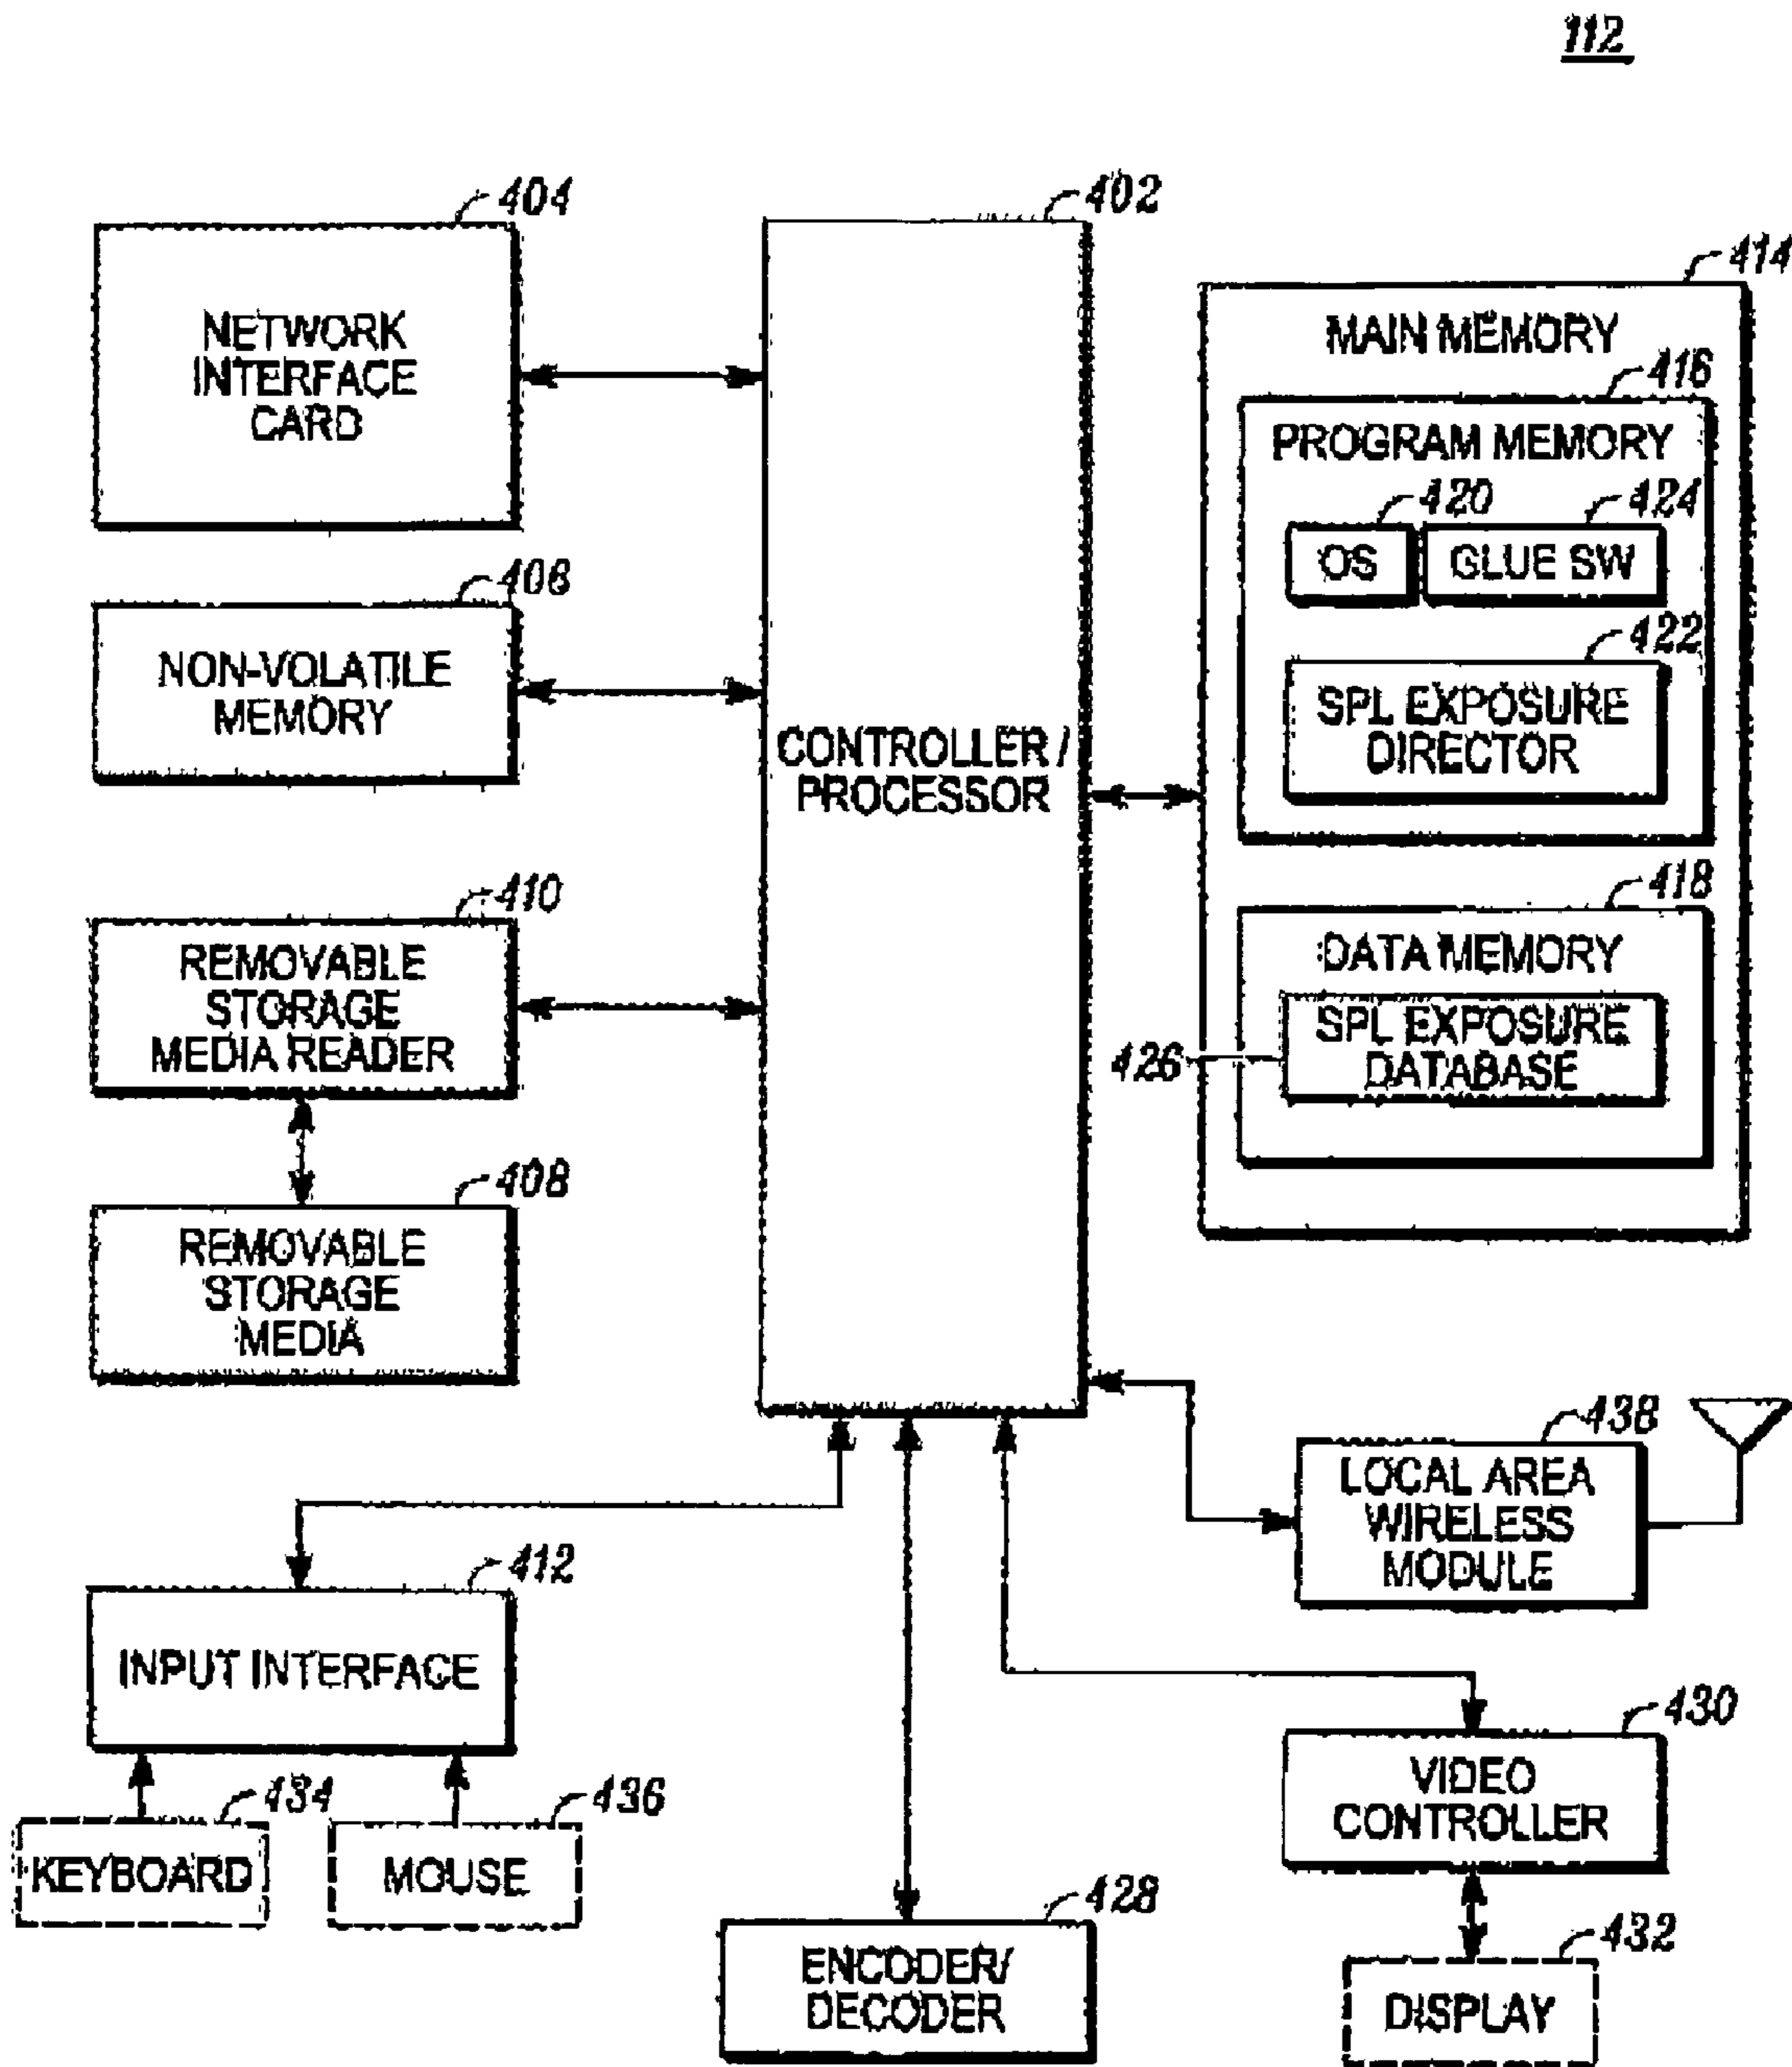 112
404
NETWORK
INTERFACE
CARD
402
CONTROLLER /
PROCESSOR
414
MAIN MEMORY
416
PROGRAM MEMORY
420
OS
424
GLUE SW
422
SPL EXPOSURE
DIRECTOR
418
DATA MEMORY
SPL EXPOSURE
DATABASE
426
406
NON-VOLATILE
MEMORY
410
REMOVABLE
STORAGE
MEDIA READER
408
REMOVABLE
STORAGE
MEDIA
438
LOCAL AREA
WIRELESS
MODULE
412
INPUT INTERFACE
434
KEYBOARD
436
MOUSE
428
ENCODER/
DECODER
430
VIDEO
CONTROLLER
432
DISPLAY